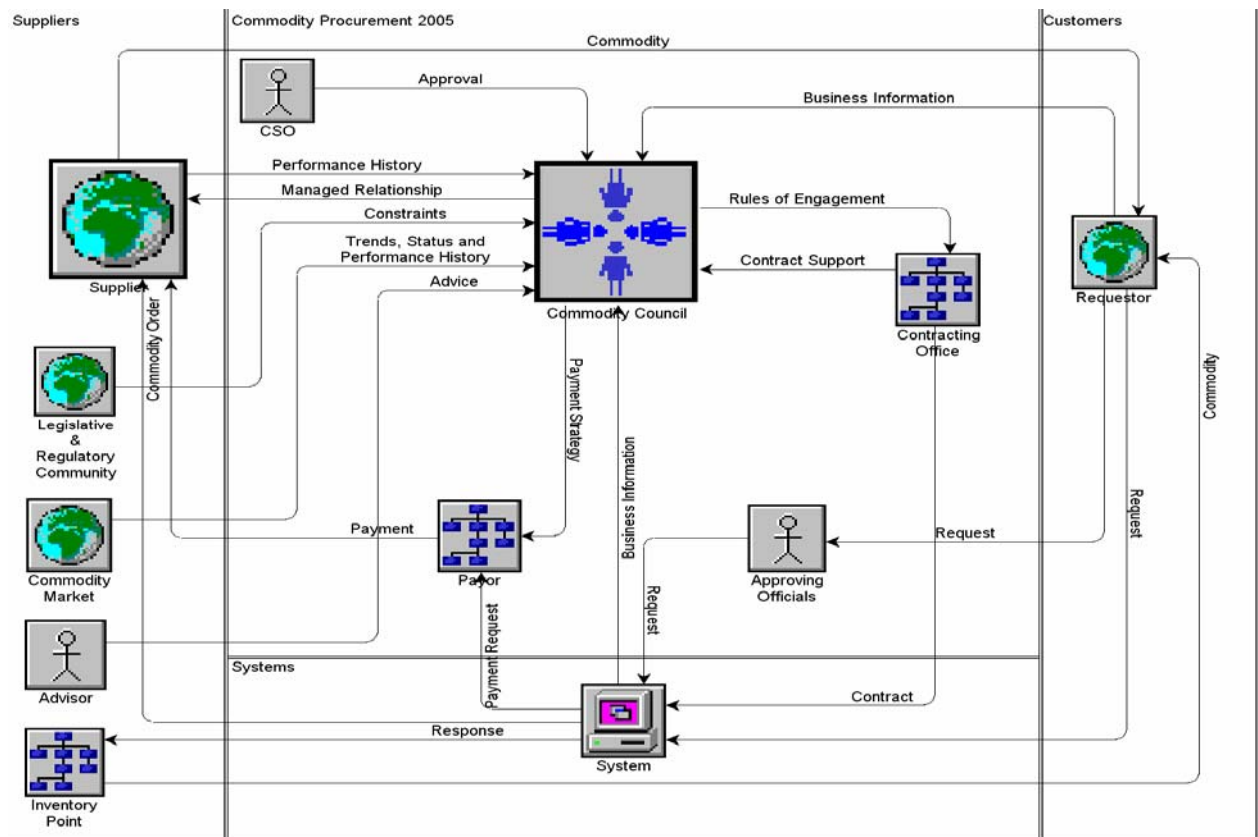 Suppliers
Commodity Procurement 2005
Customers
Commodity
Approval
Business Information
CSO
Performance History
Managed Relationship
Constraints
Rules of Engagement
Trends, Status and
Performance History
Contract Support
Advice
Supplier
Commodity Council
Requestor
Contracting
Office
Commodity Order
Payment Strategy
Commodity
Legislative
&
Regulatory
Community
Business Information
Request
Payment
Request
Commodity
Market
Payor
Approving
Officials
Payment Request
Request
Systems
Advisor
Contract
Response
System
Inventory
Point